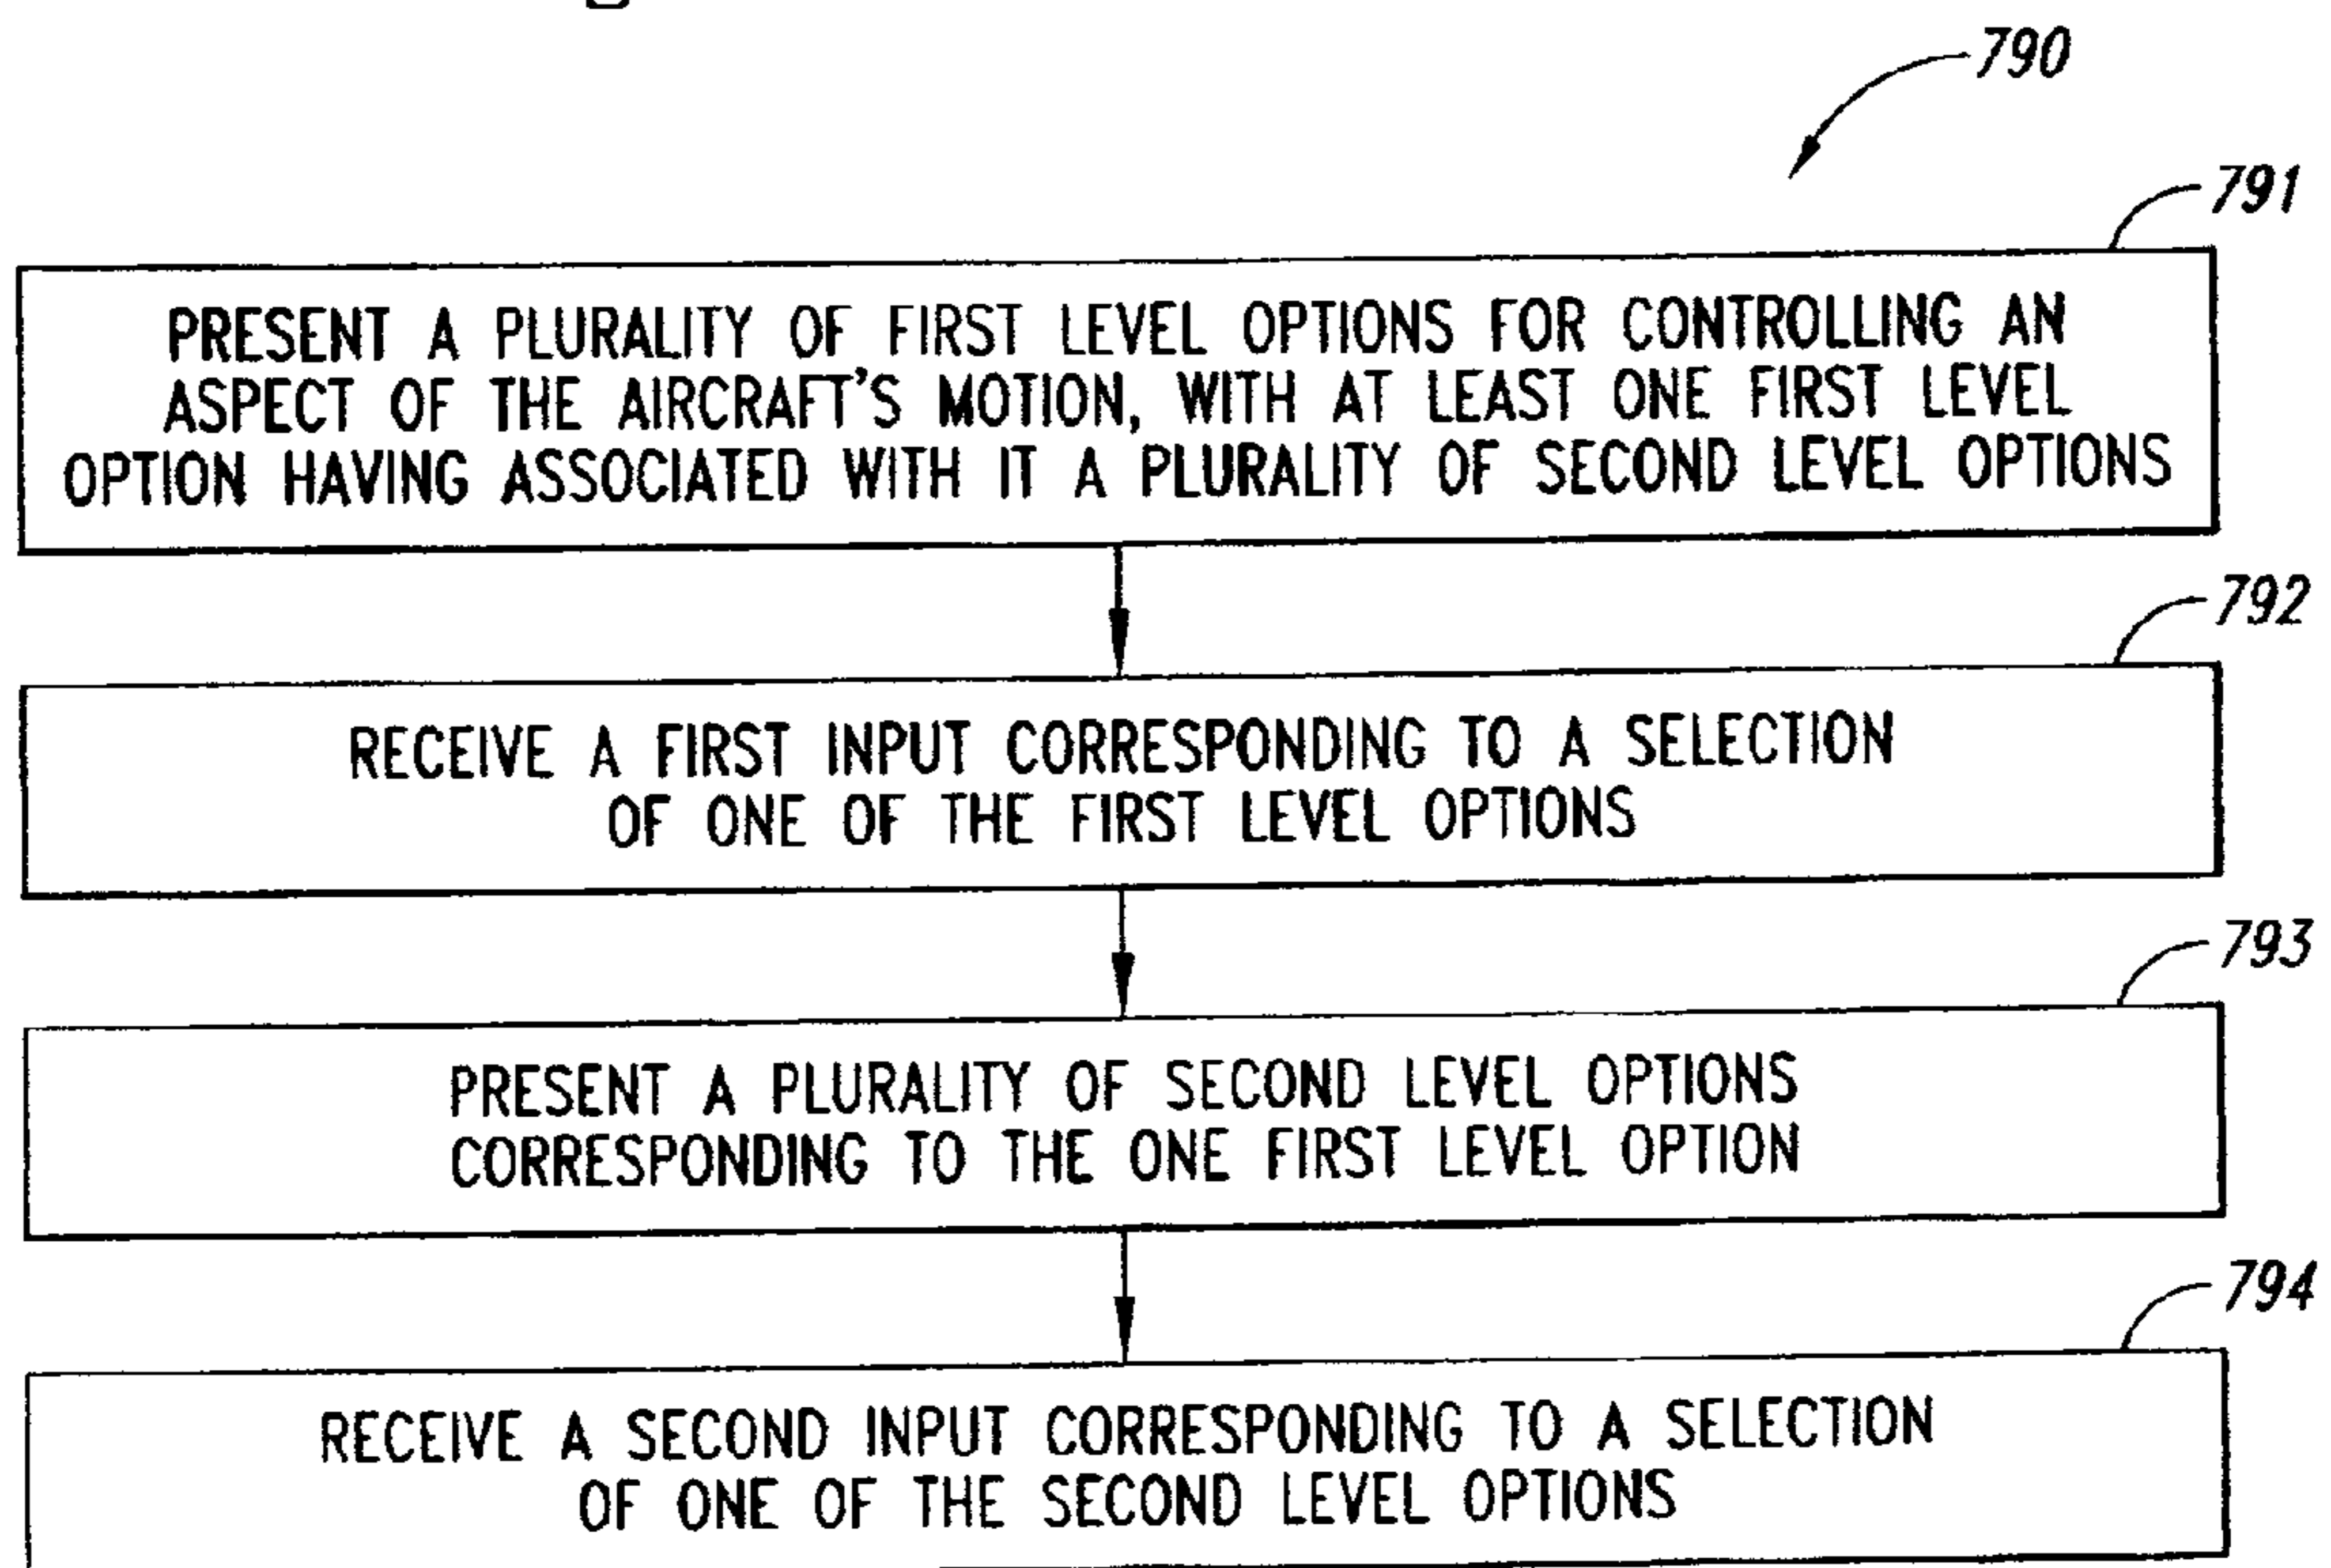 790
791
PRESENT A PLURALITY OF FIRST LEVEL OPTIONS FOR CONTROLLING AN
ASPECT OF THE AIRCRAFT'S MOTION, WITH AT LEAST ONE FIRST LEVEL
OPTION HAVING ASSOCIATED WITH IT A PLURALITY OF SECOND LEVEL OPTIONS
792
RECEIVE A FIRST INPUT CORRESPONDING TO A SELECTION
OF ONE OF THE FIRST LEVEL OPTIONS
793
PRESENT A PLURALITY OF SECOND LEVEL OPTIONS
CORRESPONDING TO THE ONE FIRST LEVEL OPTION
794
RECEIVE A SECOND INPUT CORRESPONDING TO A SELECTION
OF ONE OF THE SECOND LEVEL OPTIONS